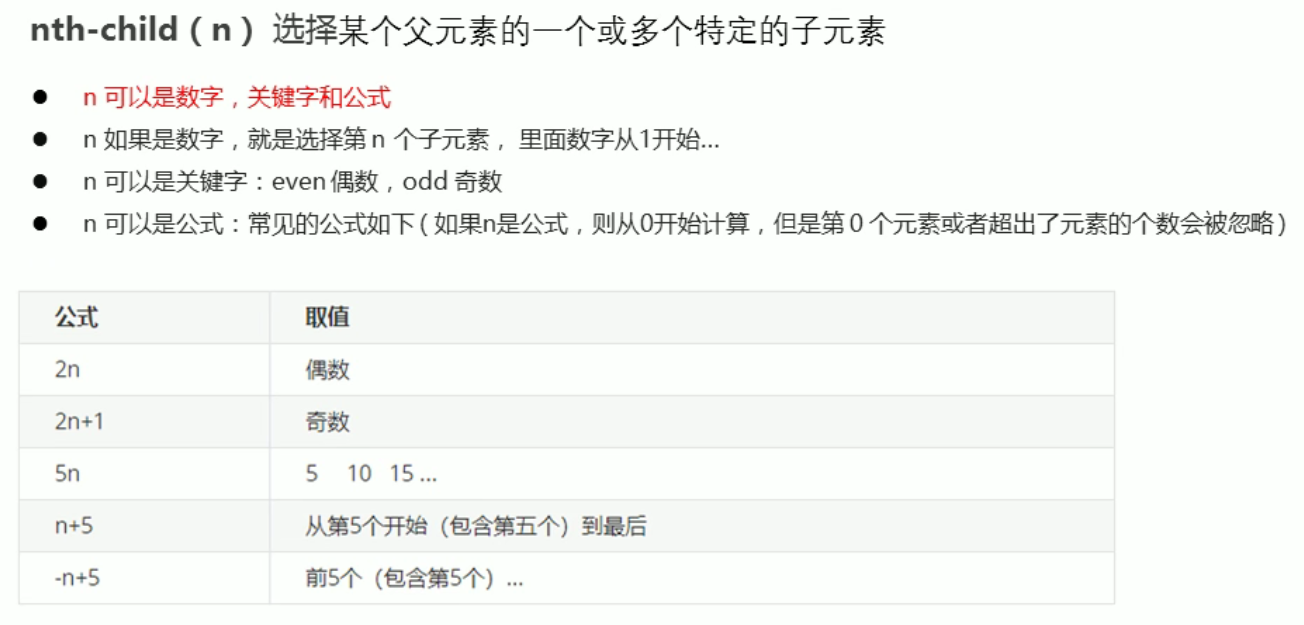 nth-child（n）选择某个父元素的一个或多个特定的子元素
● n 可以是数字，关键字和公式
● n 如果是数字，就是选择第 n 个子元素， 里面数字从1开始…
● n 可以是关键字：even 偶数，odd 奇数
● n 可以是公式：常见的公式如下 ( 如果n是公式，则从0开始计算，但是第 0 个元素或者超出了元素的个数会被忽略 )
公式 取值
2n 偶数
2n+1 奇数
5n 5 10 15 ...
n+5 从第5个开始（包含第五个）到最后
-n+5 前5个（包含第5个）...